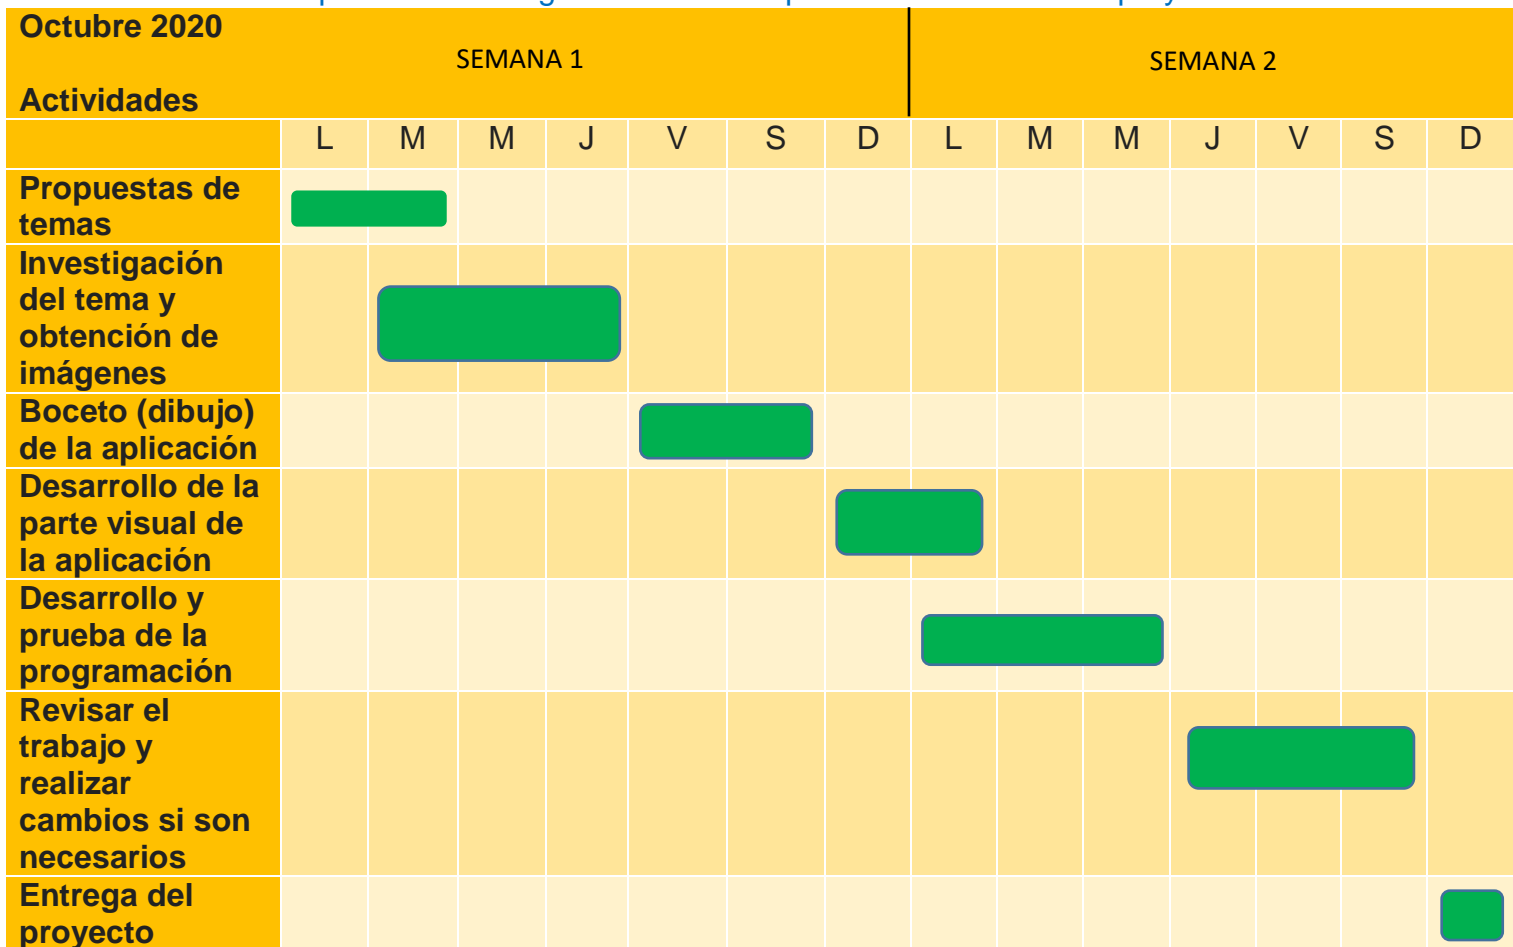 Octubre 2020
SEMANA 1
SEMANA 2
Actividades
L M M J V S D L M M J V S D
Propuestas de
temas
Investigación
del tema y
obtención de
imágenes
Boceto (dibujo)
de la aplicación
Desarrollo de la
parte visual de
la aplicación
Desarrollo y
prueba de la
programación
Revisar el
trabajo y
realizar
cambios si son
necesarios
Entrega del
proyecto